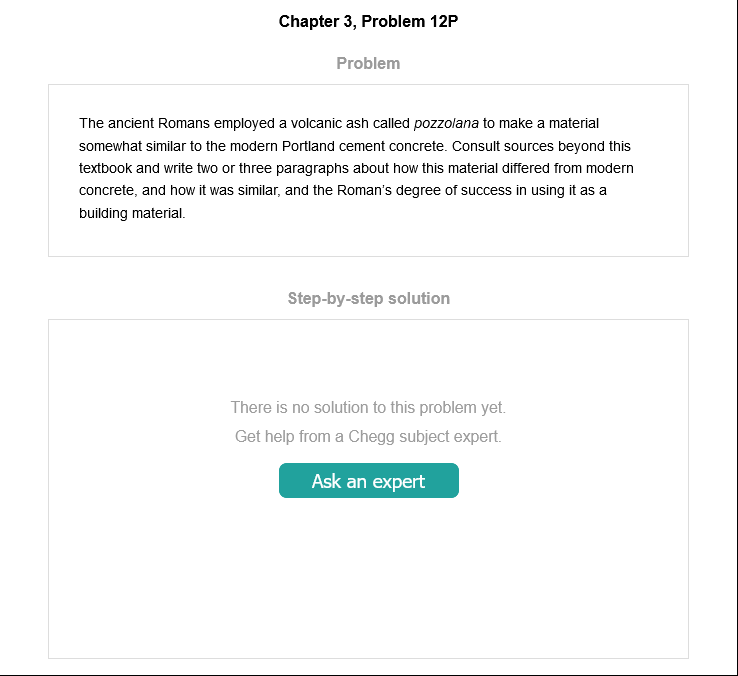 Chapter 3, Problem 12P
Problem
The ancient Romans employed a volcanic ash called pozzolana to make a material
somewhat similar to the modern Portland cement concrete. Consult sources beyond this
textbook and write two or three paragraphs about how this material differed from modern
concrete, and how it was similar, and the Roman's degree of success in using it as a
building material.
Step-by-step solution
There is no solution to this problem yet.
Get help from a Chegg subject expert.
Ask an expert